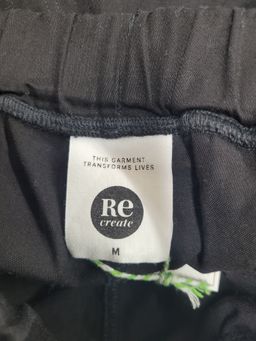 THIS GARMENT
TRANSFORMS LIVES
Re
create
M